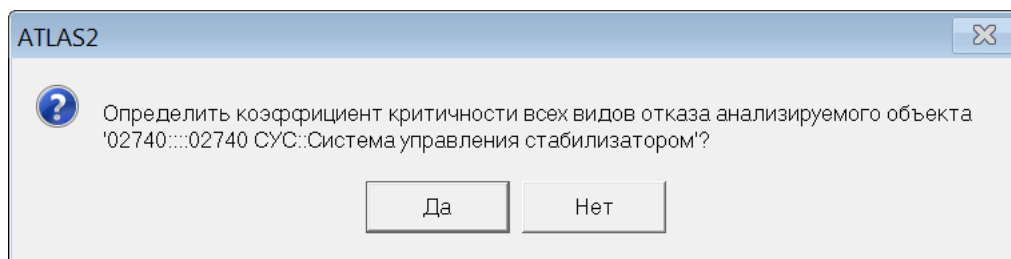 ATLAS2
Определить коэффициент критичности всех видов отказа анализируемого объекта
'02740::::02740 СУС::Система управления стабилизатором'?
Да
Нет